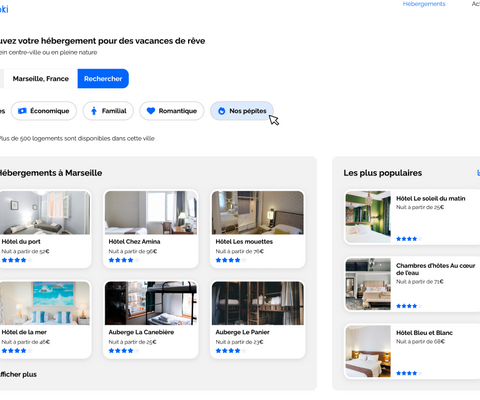 oki
Hébergements
Ac
uvez votre hébergement pour des vacances de rêve
ein centre-ville ou en pleine nature
Marseille, France
Rechercher
es
Économique
Familial
Romantique
Nos pépites
Plus de 500 logements sont disponibles dans cette ville
Hébergements à Marseille
Hôtel du port
Nuit à partir de 52€
Hôtel Chez Amina
Nuit à partir de 96€
Hôtel Les mouettes
Nuit à partir de 76€
Hôtel de la mer
Nuit à partir de 46€
Auberge La Canebière
Nuit à partir de 25€
Auberge Le Panier
Nuit à partir de 23€
fficher plus
Les plus populaires
Hôtel Le soleil du matin
Nuit à partir de 25€
Chambres d'hôtes Au cœur
de l'eau
Nuit à partir de 71€
Hôtel Bleu et Blanc
Nuit à partir de 68€